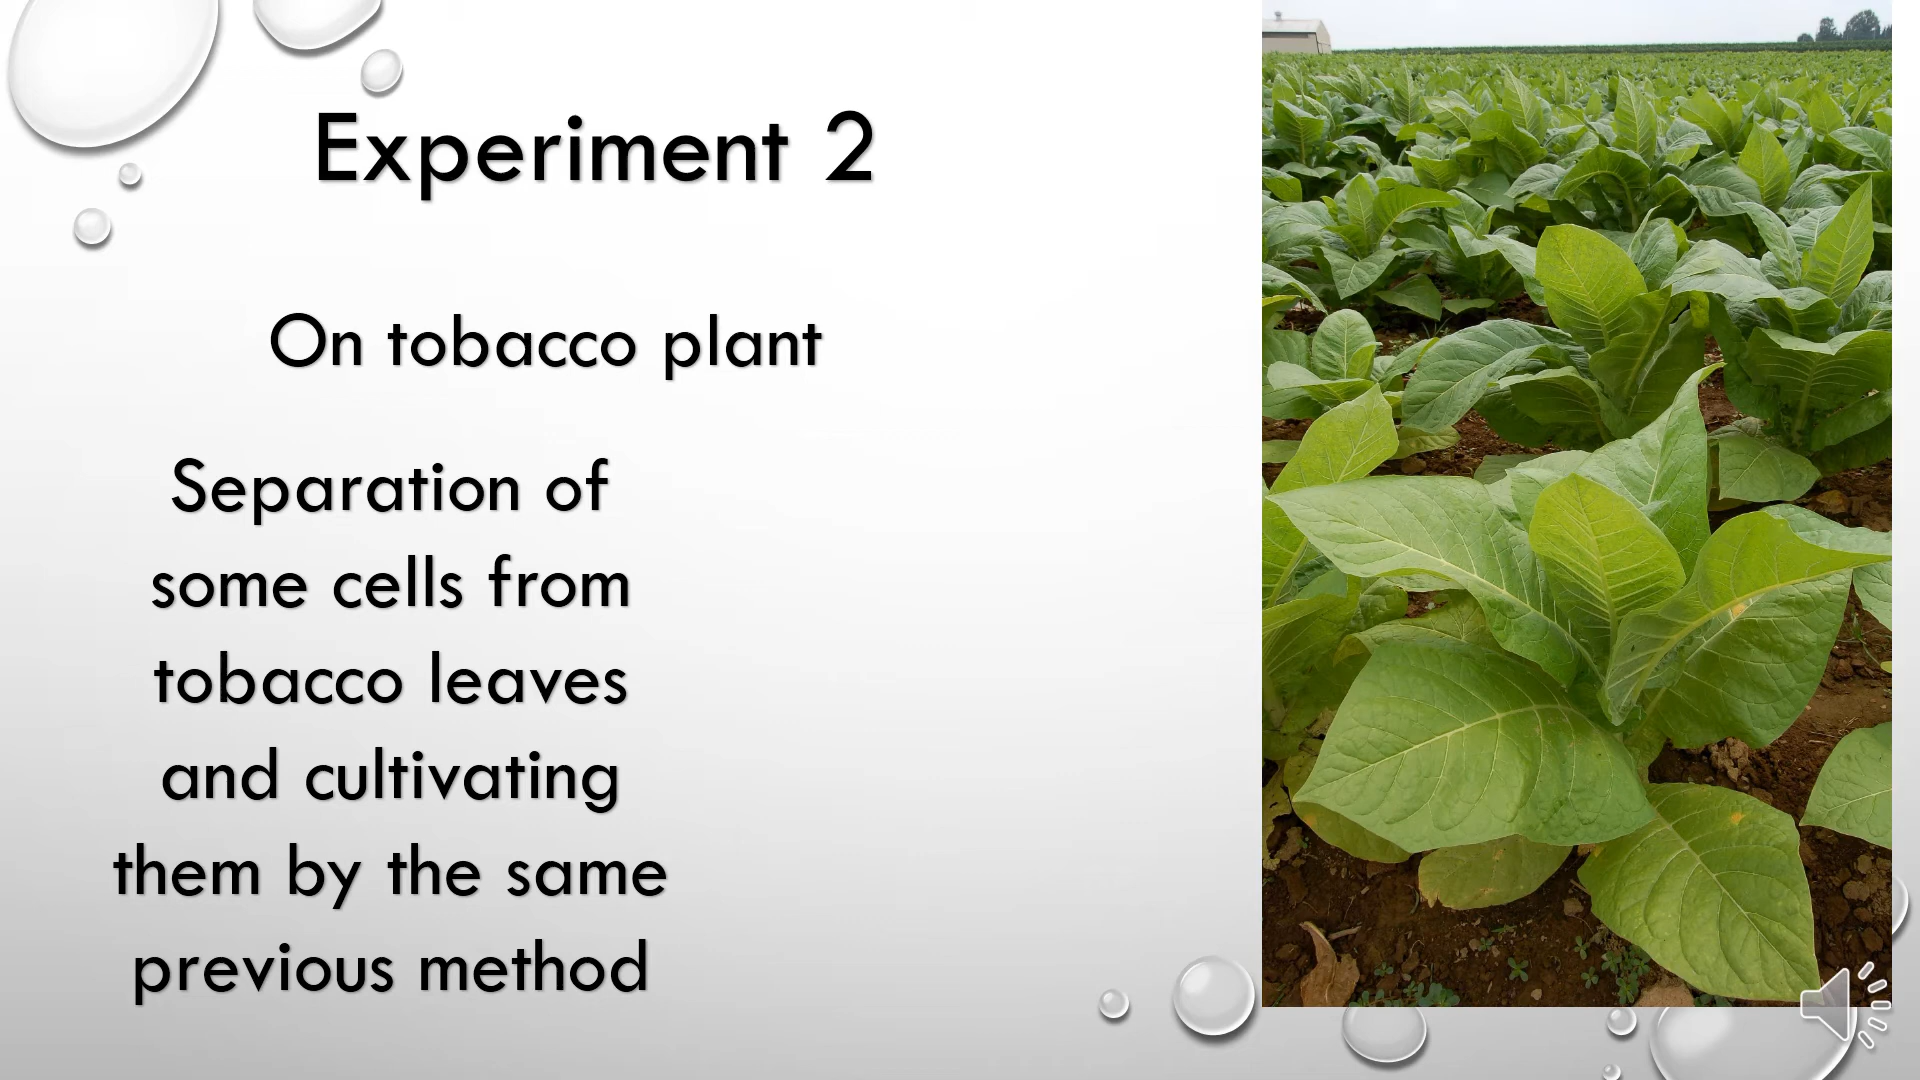 Experiment 2
On tobacco plant
Separation of
some cells from
tobacco leaves
and cultivating
them by the same
previous method